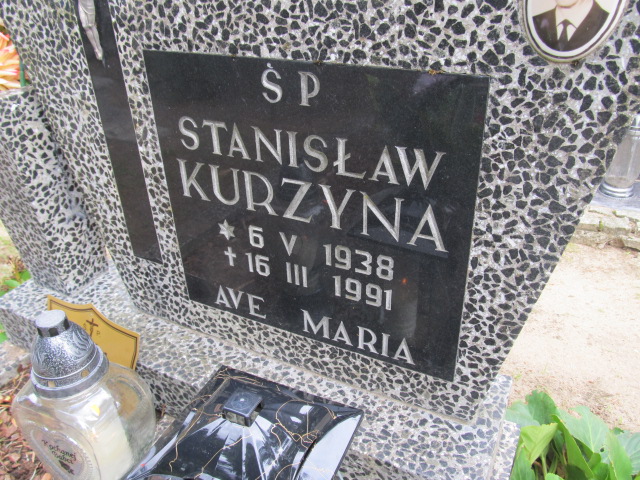 ŚP
STANISŁAW
KURZYNA
* 6 V 1938
† 16 III 1991
AVE MARIA